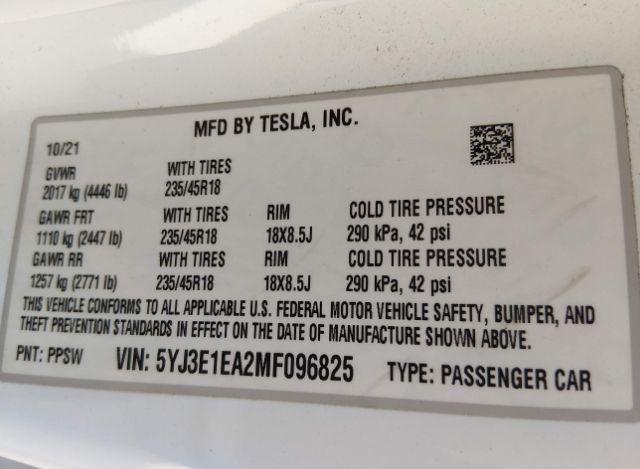 MFD BY TESLA, INC.
10/21
GVWR WITH TIRES
2017 kg (4446 lb) 235/45R18
GAWR FRT WITH TIRES RIM COLD TIRE PRESSURE
1110 kg (2447 lb) 235/45R18 18X8.5J 290 kPa, 42 psi
GAWR RR WITH TIRES RIM COLD TIRE PRESSURE
1257 kg (2771 lb) 235/45R18 18X8.5J 290 kPa, 42 psi
THIS VEHICLE CONFORMS TO ALL APPLICABLE U.S. FEDERAL MOTOR VEHICLE SAFETY, BUMPER, AND
THEFT PREVENTION STANDARDS IN EFFECT ON THE DATE OF MANUFACTURE SHOWN ABOVE.
PNT: PPSW VIN: 5YJ3E1EA2MF096825 TYPE: PASSENGER CAR